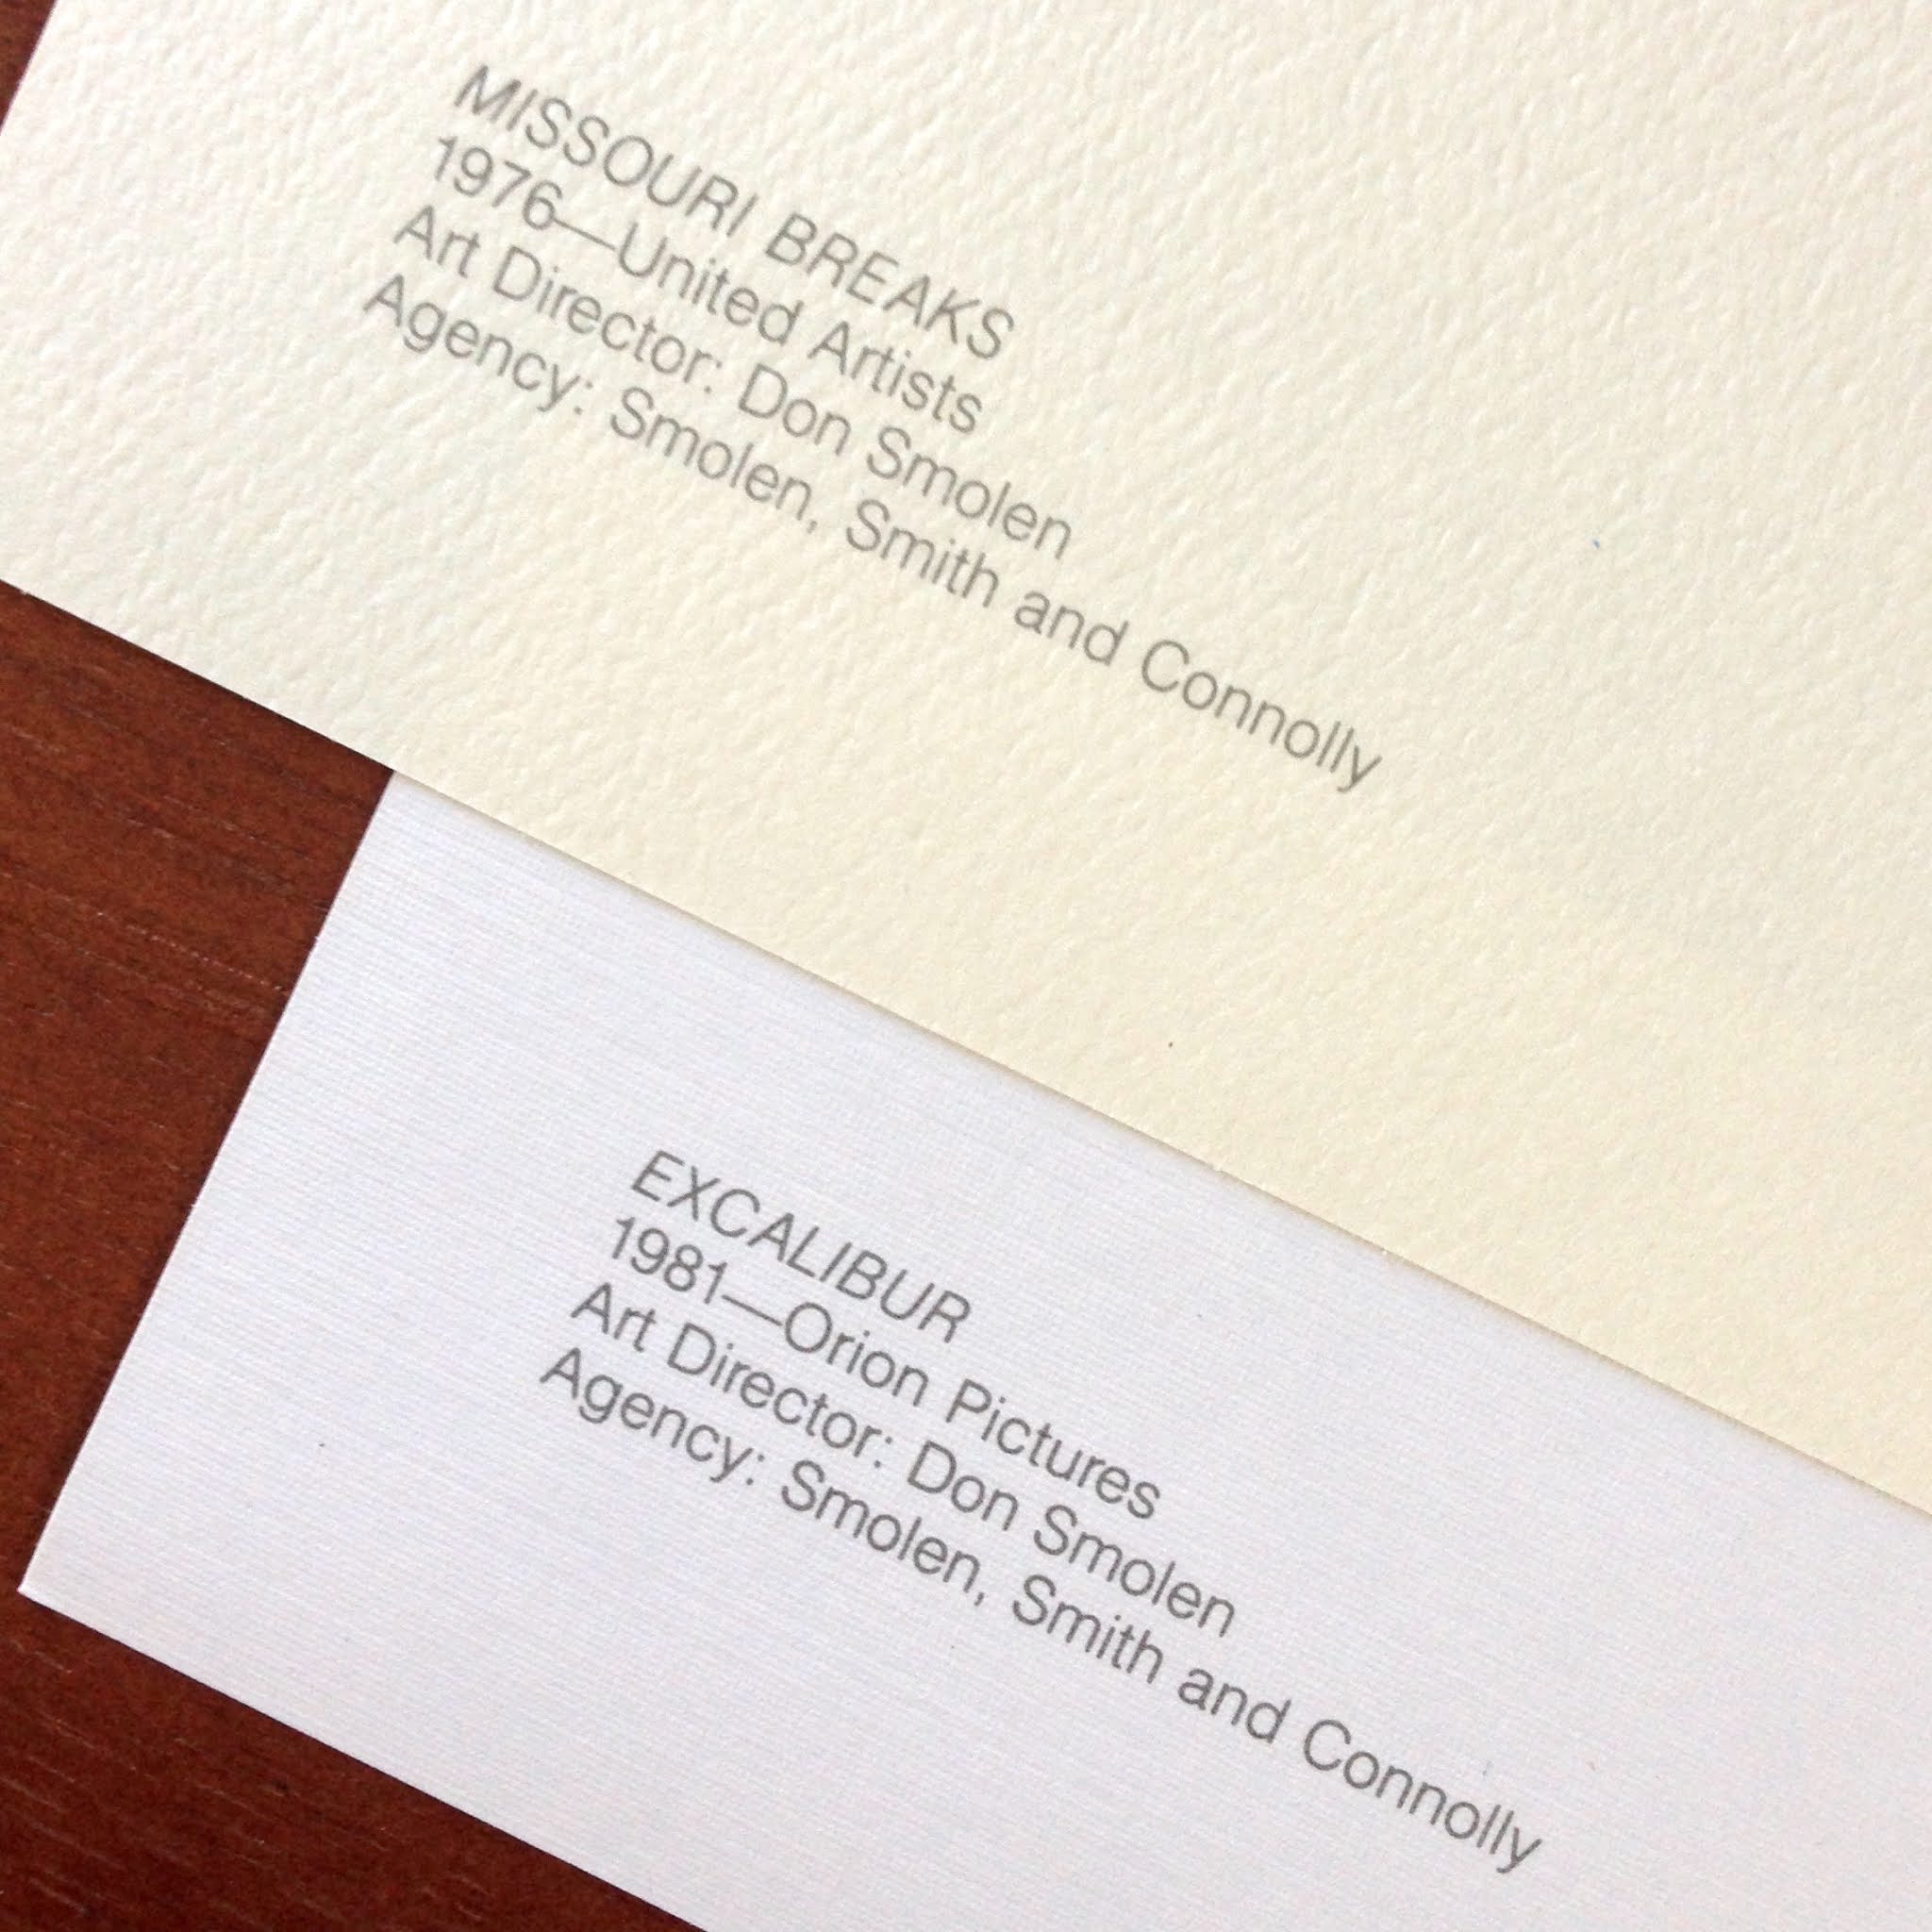 MISSOURI BREAKS
1976—United Artists
Art Director: Don Smolen
Agency: Smolen, Smith and Connolly
EXCALIBUR
1981—Orion Pictures
Art Director: Don Smolen
Agency: Smolen, Smith and Connolly